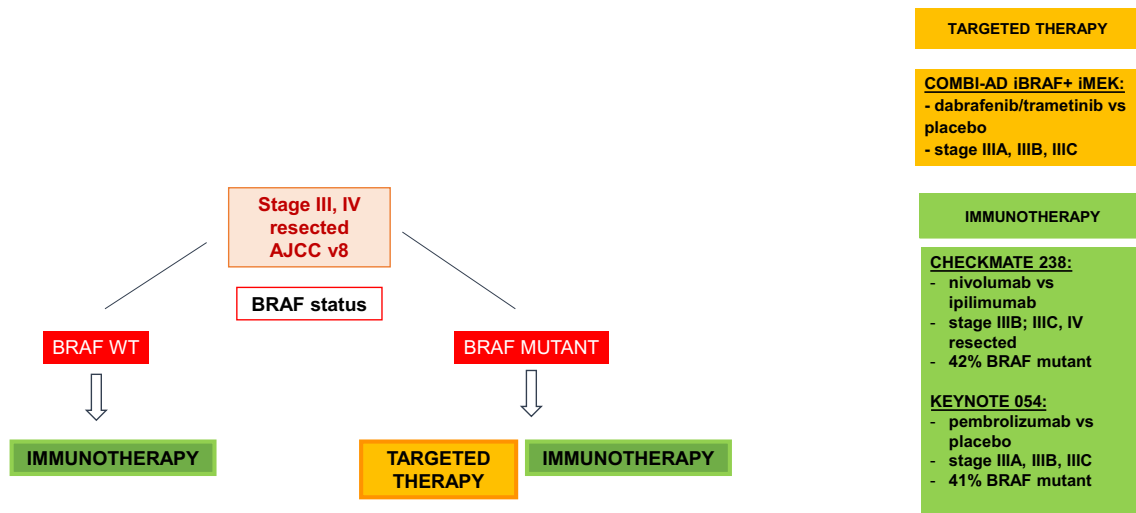 Stage III, IV
resected
AJCC v8
BRAF status
BRAF WT
BRAF MUTANT
IMMUNOTHERAPY
TARGETED
THERAPY
IMMUNOTHERAPY
TARGETED THERAPY
COMBI-AD iBRAF+ iMEK:
- dabrafenib/trametinib vs
placebo
- stage IIIA, IIIB, IIIC
IMMUNOTHERAPY
CHECKMATE 238:
- nivolumab vs
ipilimumab
- stage IIIB; IIIC, IV
resected
- 42% BRAF mutant
KEYNOTE 054:
- pembrolizumab vs
placebo
- stage IIIA, IIIB, IIIC
- 41% BRAF mutant